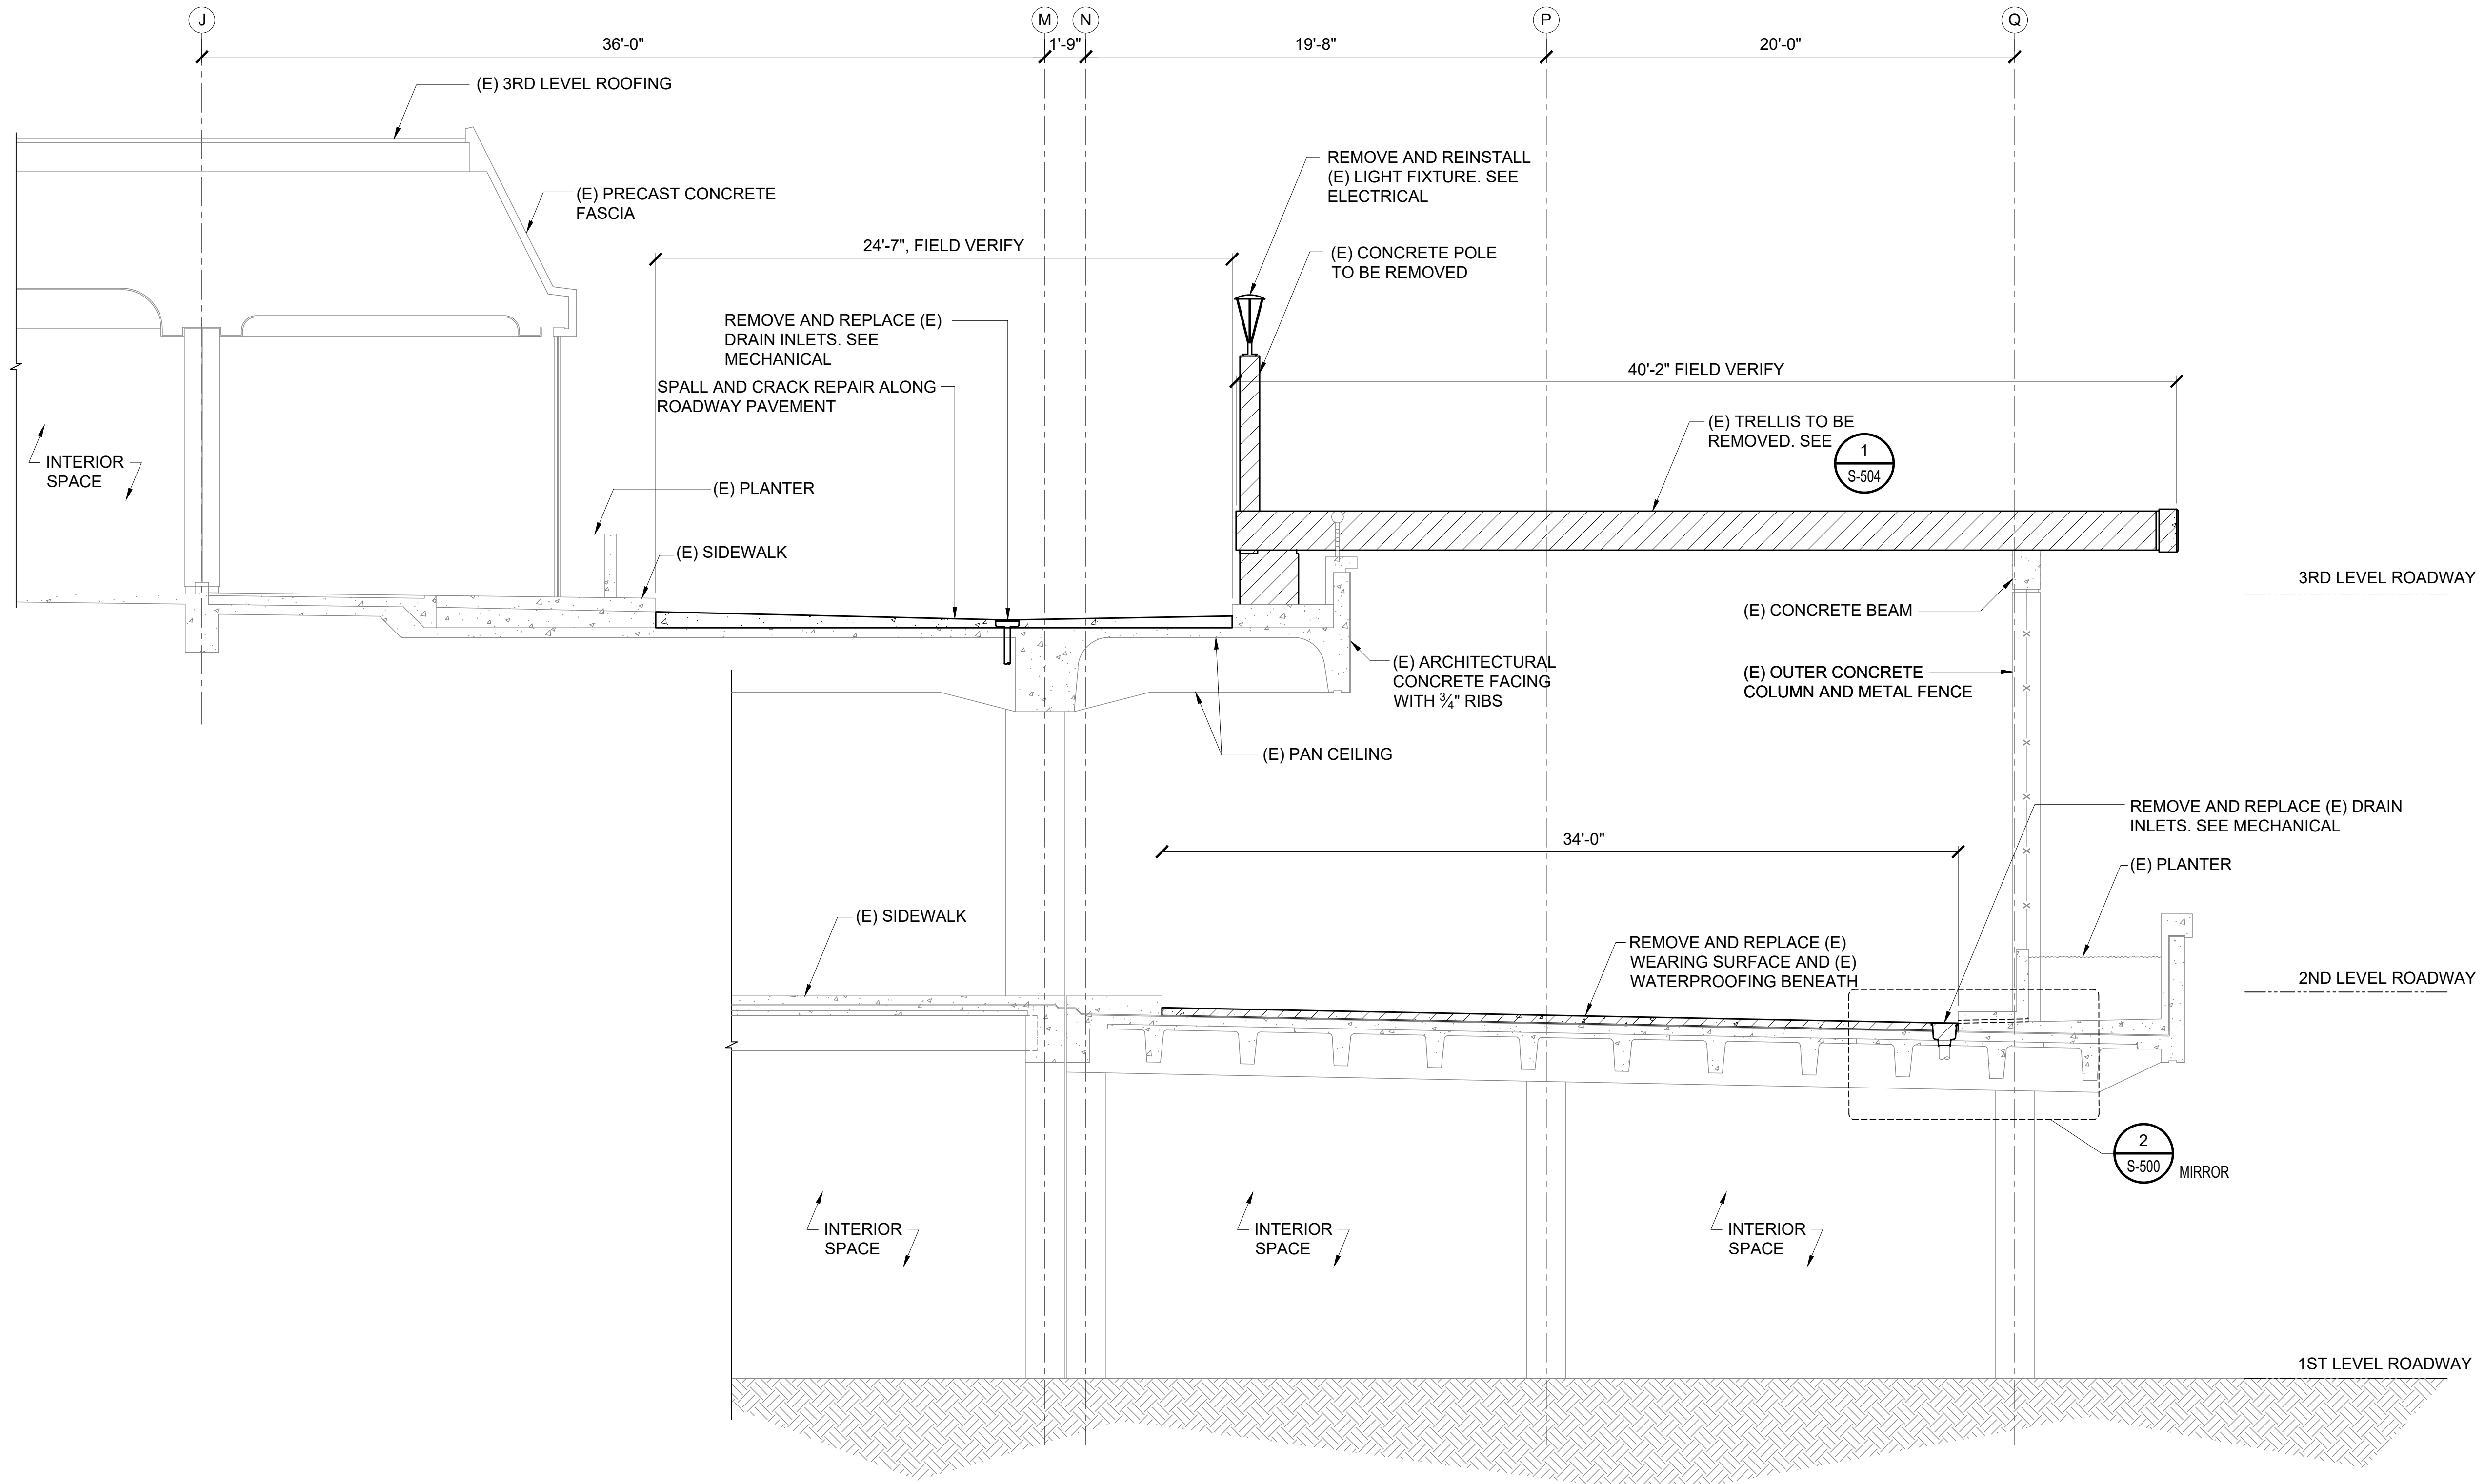 J
M
N
P
Q
36'-0"
1'-9"
19'-8"
20'-0"
(E) 3RD LEVEL ROOFING
REMOVE AND REINSTALL
(E) LIGHT FIXTURE. SEE
ELECTRICAL
(E) PRECAST CONCRETE
FASCIA
24'-7", FIELD VERIFY
(E) CONCRETE POLE
TO BE REMOVED
REMOVE AND REPLACE (E)
DRAIN INLETS. SEE
MECHANICAL
40'-2" FIELD VERIFY
SPALL AND CRACK REPAIR ALONG
ROADWAY PAVEMENT
(E) TRELLIS TO BE
REMOVED. SEE
1
S-504
INTERIOR
SPACE
(E) PLANTER
(E) SIDEWALK
3RD LEVEL ROADWAY
(E) CONCRETE BEAM
(E) ARCHITECTURAL
CONCRETE FACING
WITH ¾" RIBS
(E) OUTER CONCRETE
COLUMN AND METAL FENCE
(E) PAN CEILING
REMOVE AND REPLACE (E) DRAIN
INLETS. SEE MECHANICAL
34'-0"
(E) PLANTER
(E) SIDEWALK
REMOVE AND REPLACE (E)
WEARING SURFACE AND (E)
WATERPROOFING BENEATH
2ND LEVEL ROADWAY
2
S-500
MIRROR
INTERIOR
SPACE
INTERIOR
SPACE
INTERIOR
SPACE
1ST LEVEL ROADWAY